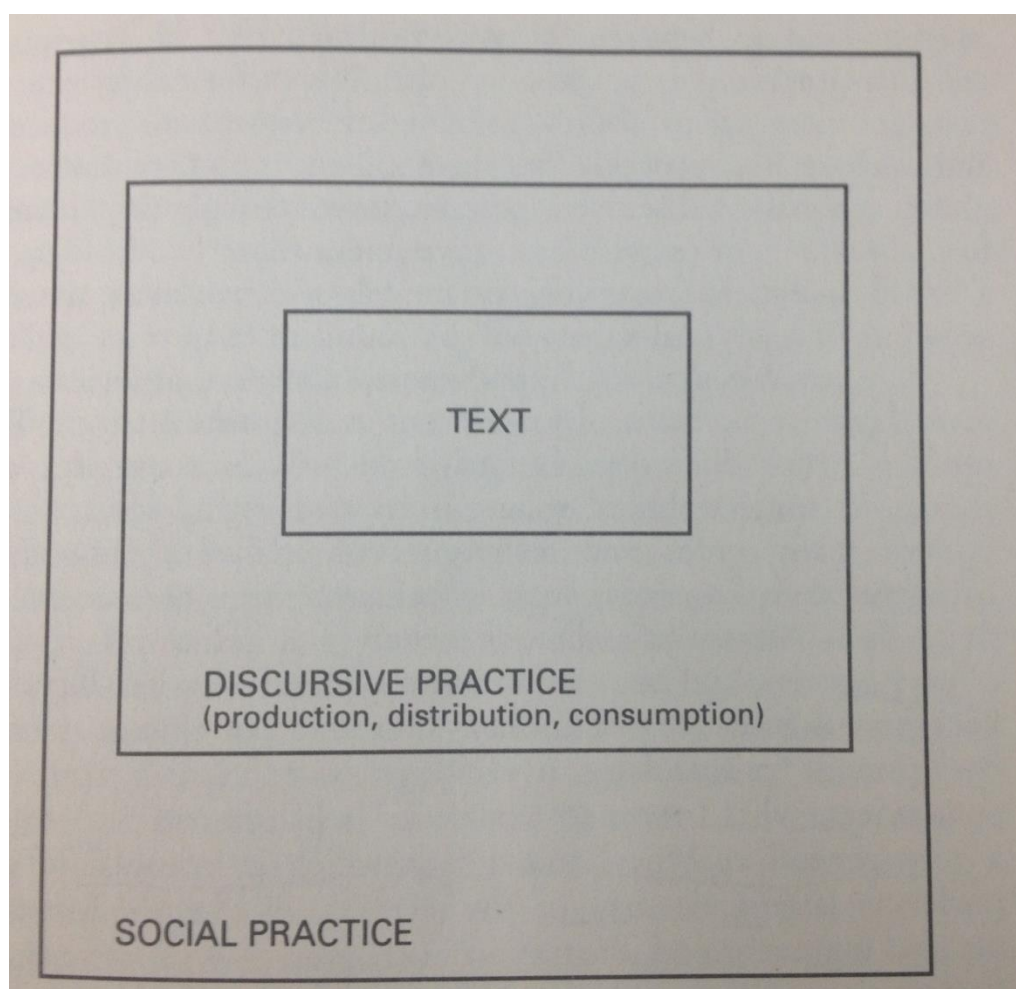 TEXT
DISCURSIVE PRACTICE
(production, distribution, consumption)
SOCIAL PRACTICE